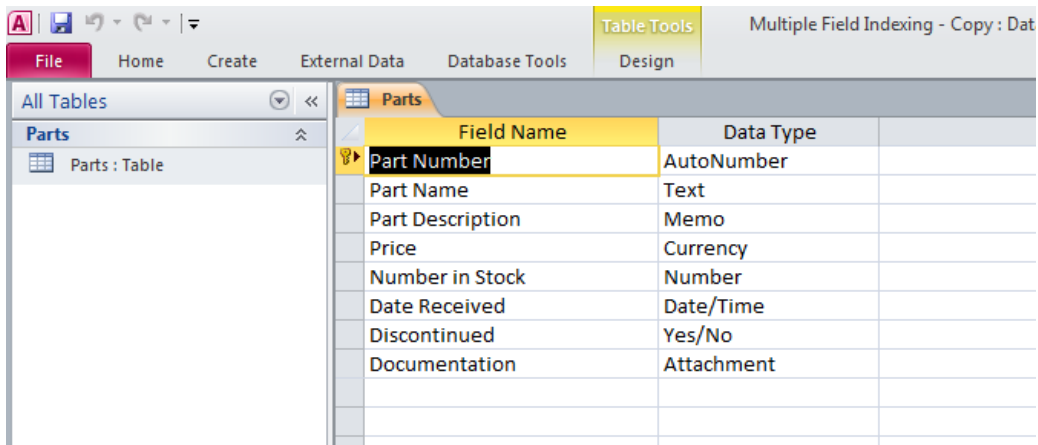 A
Table Tools Multiple Field Indexing - Copy : Dat
File Home Create External Data Database Tools Design
All Tables
Parts
Parts : Table
Parts
Field Name Data Type
Part Number AutoNumber
Part Name Text
Part Description Memo
Price Currency
Number in Stock Number
Date Received Date/Time
Discontinued Yes/No
Documentation Attachment